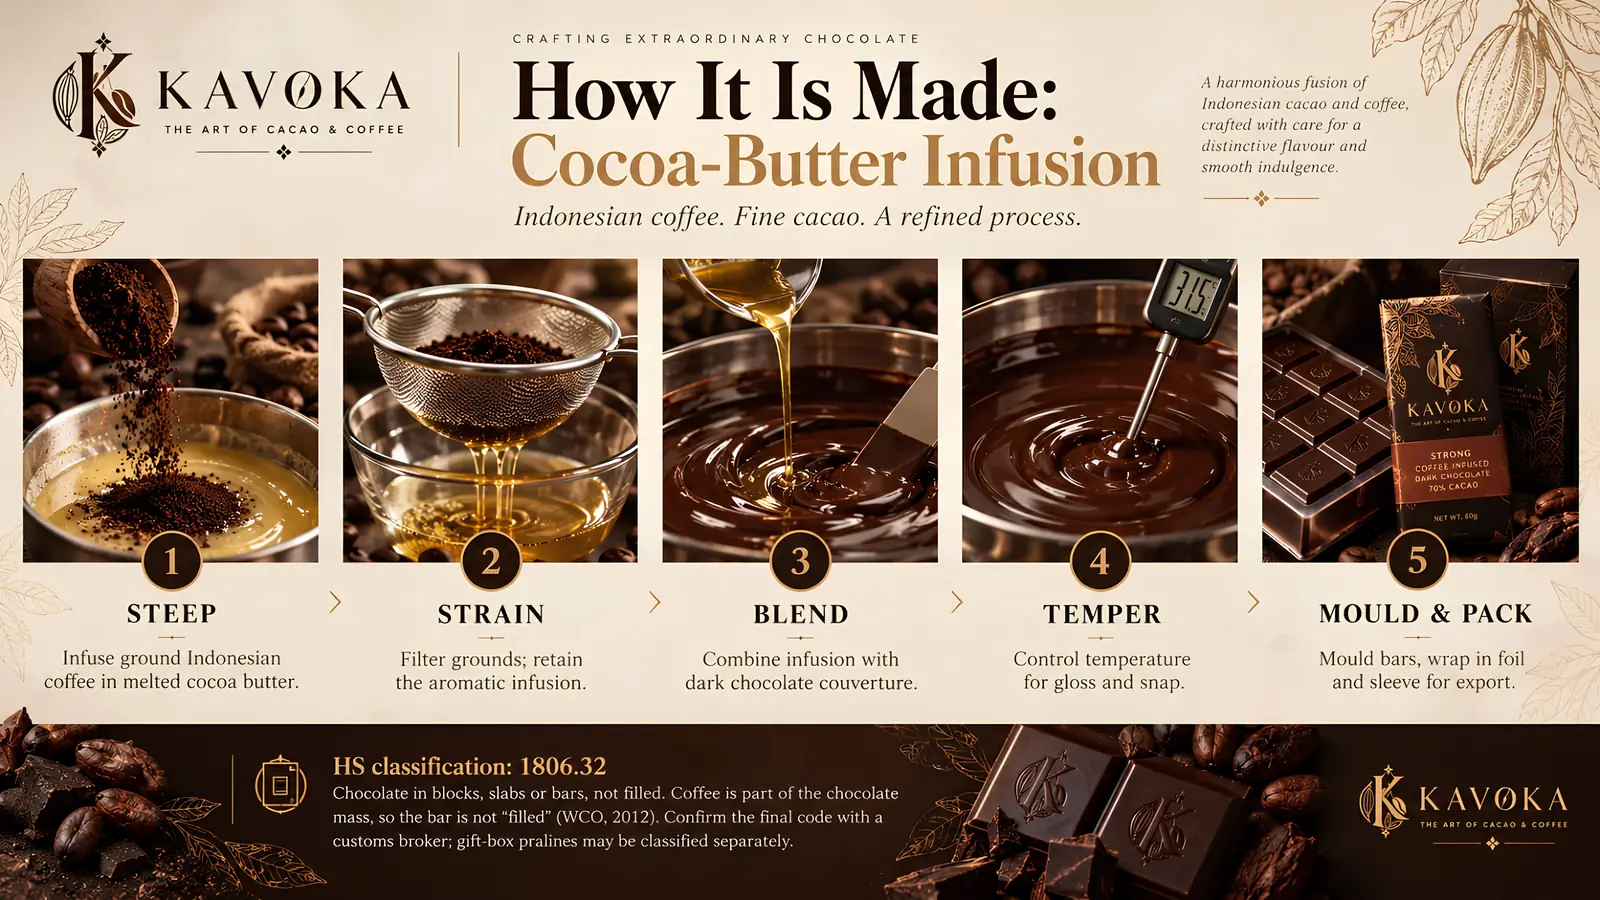 KAVOKA
THE ART OF CACAO & COFFEE
CRAFTING EXTRAORDINARY CHOCOLATE
How It Is Made:
Cocoa-Butter Infusion
Indonesian coffee. Fine cacao. A refined process.
A harmonious fusion of
Indonesian cacao and coffee,
crafted with care for a
distinctive flavour and
smooth indulgence.
31.5
KAVOKA
THE ART OF CACAO & COFFEE
STRONG
COFFEE INFUSED
DARK CHOCOLATE
70% CACAO
NET WT. 60g
1
STEEP
Infuse ground Indonesian
coffee in melted cocoa butter.
2
STRAIN
Filter grounds; retain
the aromatic infusion.
3
BLEND
Combine infusion with
dark chocolate couverture.
4
TEMPER
Control temperature
for gloss and snap.
5
MOULD & PACK
Mould bars, wrap in foil
and sleeve for export.
HS classification: 1806.32
Chocolate in blocks, slabs or bars, not filled. Coffee is part of the chocolate
mass, so the bar is not “filled” (WCO, 2012). Confirm the final code with a
customs broker; gift-box pralines may be classified separately.
KAVOKA
THE ART OF CACAO & COFFEE